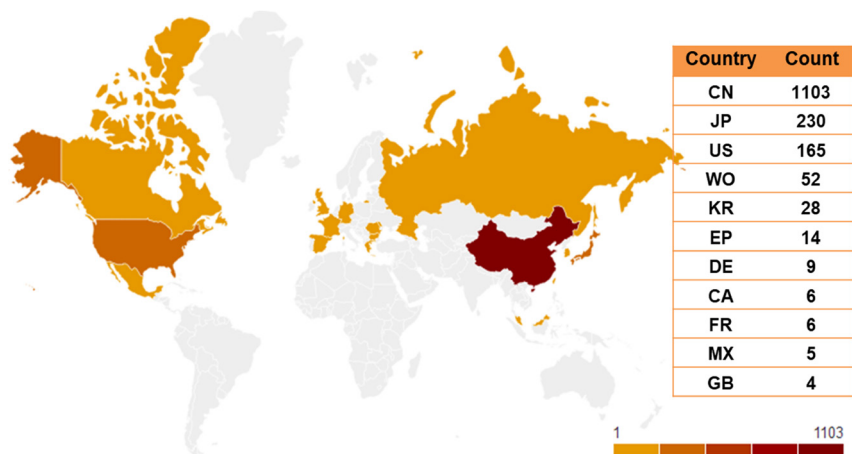 Country Count
CN 1103
JP 230
US 165
WO 52
KR 28
EP 14
DE 9
CA 6
FR 6
MX 5
GB 4
1 1103